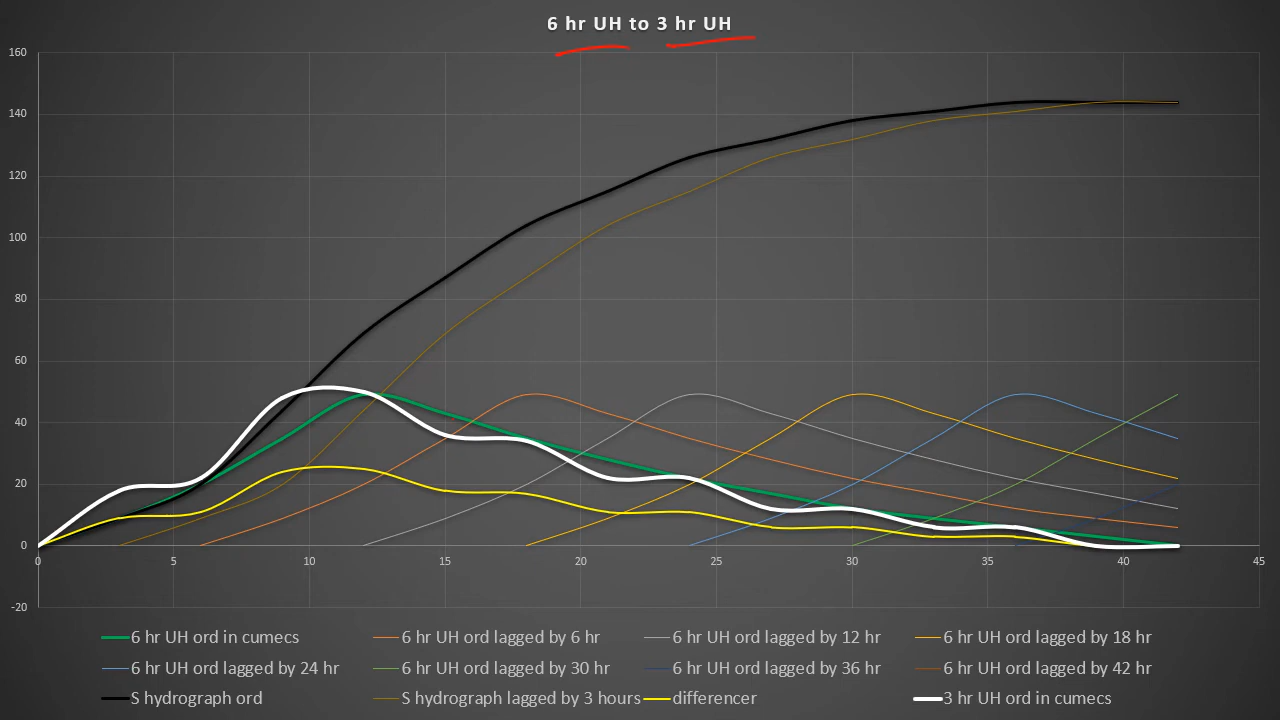 6 hr UH to 3 hr UH
160
140
120
100
80
60
40
20
0
-20
0 5 10 15 20 25 30 35 40 45
6 hr UH ord in cumecs 6 hr UH ord lagged by 6 hr 6 hr UH ord lagged by 12 hr 6 hr UH ord lagged by 18 hr
6 hr UH ord lagged by 24 hr 6 hr UH ord lagged by 30 hr 6 hr UH ord lagged by 36 hr 6 hr UH ord lagged by 42 hr
S hydrograph ord S hydrograph lagged by 3 hours differencer 3 hr UH ord in cumecs